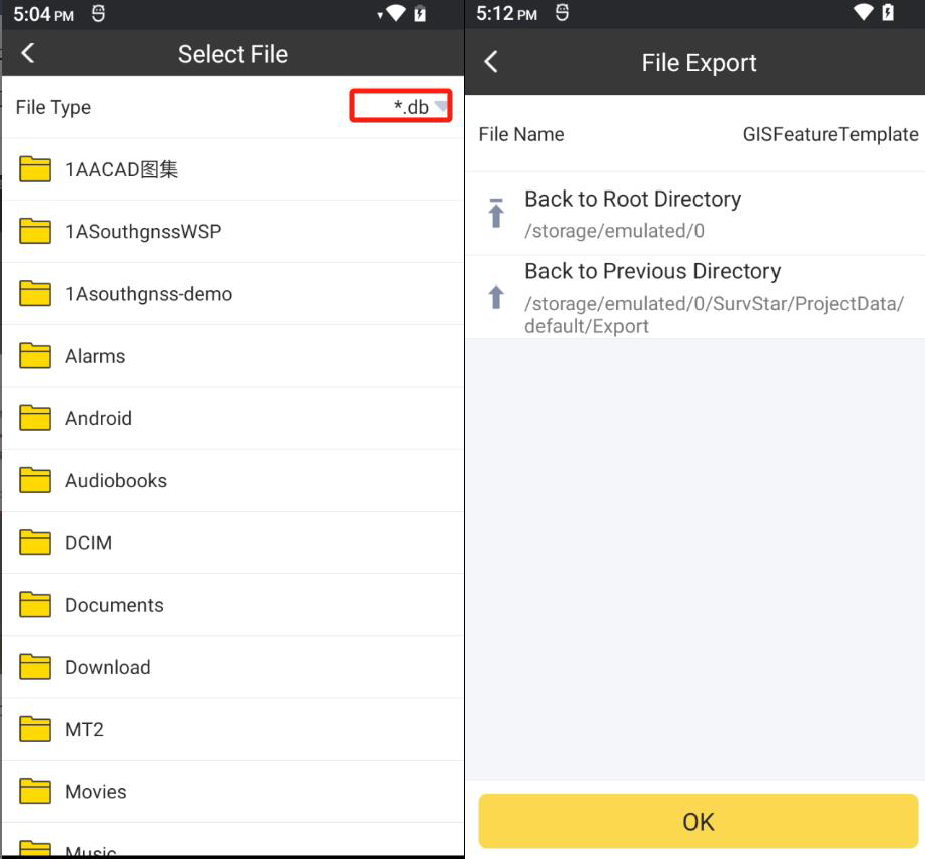 5:04 PM
Select File
File Type
*.db
1AACAD图集
1ASouthgnssWSP
1Asouthgnss-demo
Alarms
Android
Audiobooks
DCIM
Documents
Download
MT2
Movies
Music
5:12 PM
File Export
File Name
GISFeatureTemplate
Back to Root Directory
/storage/emulated/0
Back to Previous Directory
/storage/emulated/0/SurvStar/ProjectData/
default/Export
OK